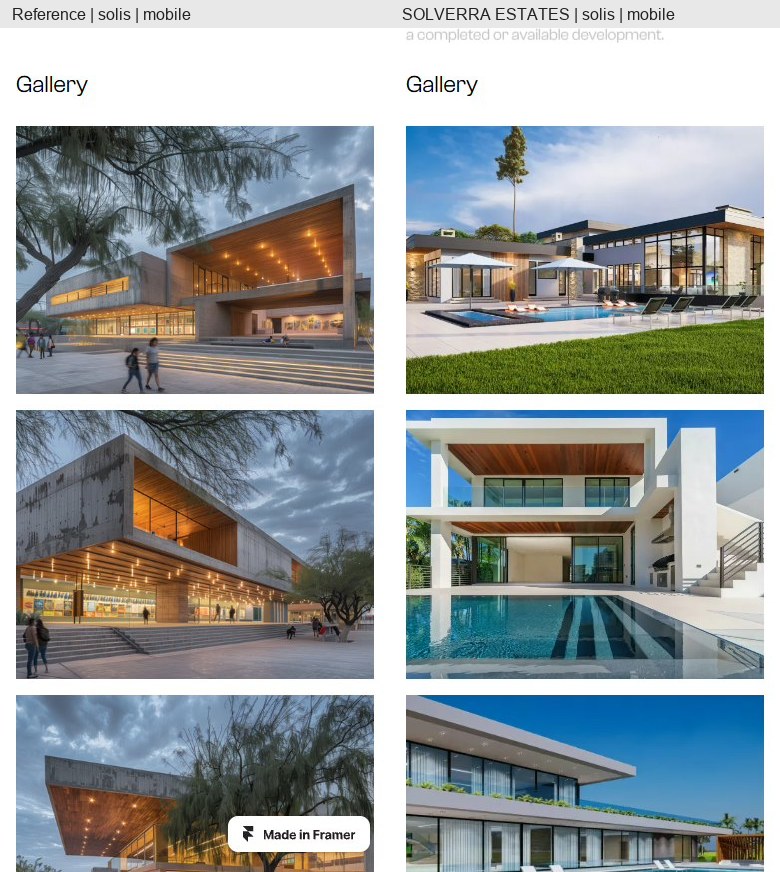 Reference | solis | mobile
SOLVERRA ESTATES | solis | mobile
a completed or available development.
Gallery
Gallery
Made in Framer